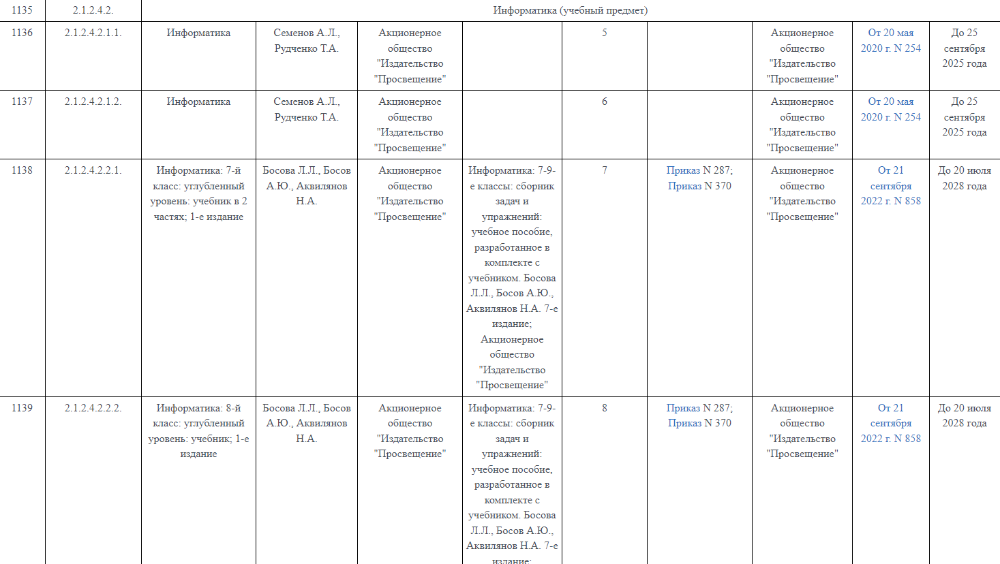 1135
2.1.2.4.2.
Информатика (учебный предмет)
1136
2.1.2.4.2.1.1.
Информатика
Семенов А.Л.,
Рудченко Т.А.
Акционерное
общество
"Издательство
"Просвещение"
5
Акционерное
общество
"Издательство
"Просвещение"
От 20 мая
2020 г. N 254
До 25
сентября
2025 года
1137
2.1.2.4.2.1.2.
Информатика
Семенов А.Л.,
Рудченко Т.А.
Акционерное
общество
"Издательство
"Просвещение"
6
Акционерное
общество
"Издательство
"Просвещение"
От 20 мая
2020 г. N 254
До 25
сентября
2025 года
1138
2.1.2.4.2.2.1.
Информатика: 7-й
класс: углубленный
уровень: учебник в 2
частях; 1-е издание
Босова Л.Л., Босов
А.Ю., Аквилянов
Н.А.
Акционерное
общество
"Издательство
"Просвещение"
Информатика: 7-9-
е классы: сборник
задач и
упражнений:
учебное пособие,
разработанное в
комплекте с
учебником. Босова
Л.Л., Босов А.Ю.,
Аквилянов Н.А. 7-е
издание;
Акционерное
общество
"Издательство
"Просвещение"
7
Приказ N 287;
Приказ N 370
Акционерное
общество
"Издательство
"Просвещение"
От 21
сентября
2022 г. N 858
До 20 июля
2028 года
1139
2.1.2.4.2.2.2.
Информатика: 8-й
класс: углубленный
уровень: учебник; 1-е
издание
Босова Л.Л., Босов
А.Ю., Аквилянов
Н.А.
Акционерное
общество
"Издательство
"Просвещение"
Информатика: 7-9-
е классы: сборник
задач и
упражнений:
учебное пособие,
разработанное в
комплекте с
учебником. Босова
Л.Л., Босов А.Ю.,
Аквилянов Н.А. 7-е
издание;
8
Приказ N 287;
Приказ N 370
Акционерное
общество
"Издательство
"Просвещение"
От 21
сентября
2022 г. N 858
До 20 июля
2028 года